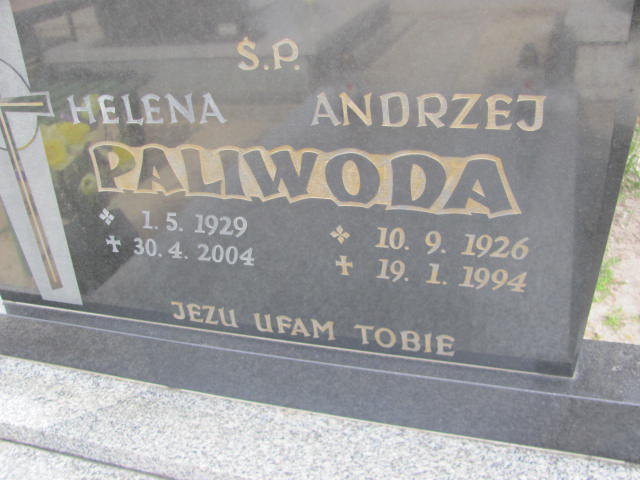 Ś.P.
HELENA ANDRZEJ
PALIWODA
1.5.1929 10.9.1926
30.4.2004 19.1.1994
JEZU UFAM TOBIE